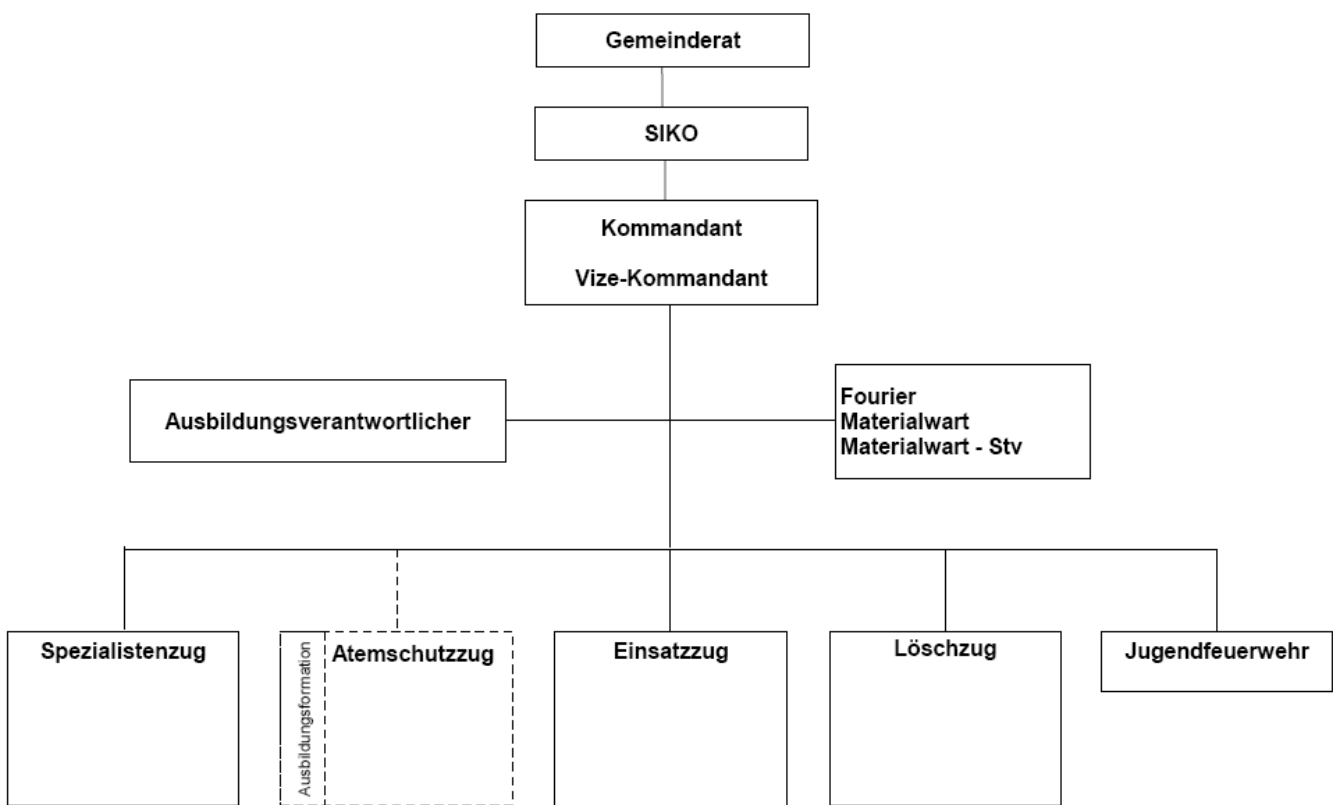 Gemeinderat
SIKO
Kommandant
Vize-Kommandant
Ausbildungsverantwortlicher
Fourier
Materialwart
Materialwart - Stv
Spezialistenzug
Ausbildungsformation
Atemschutzzug
Einsatzzug
Löschzug
Jugendfeuerwehr